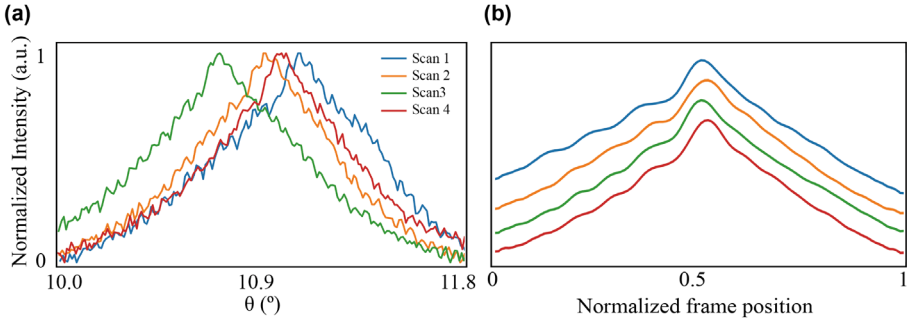 (a)
(b)
Normalized Intensity (a.u.)
1
0
Scan 1
Scan 2
Scan3
Scan 4
10.0
10.9
11.8
θ (º)
0
0.5
1
Normalized frame position